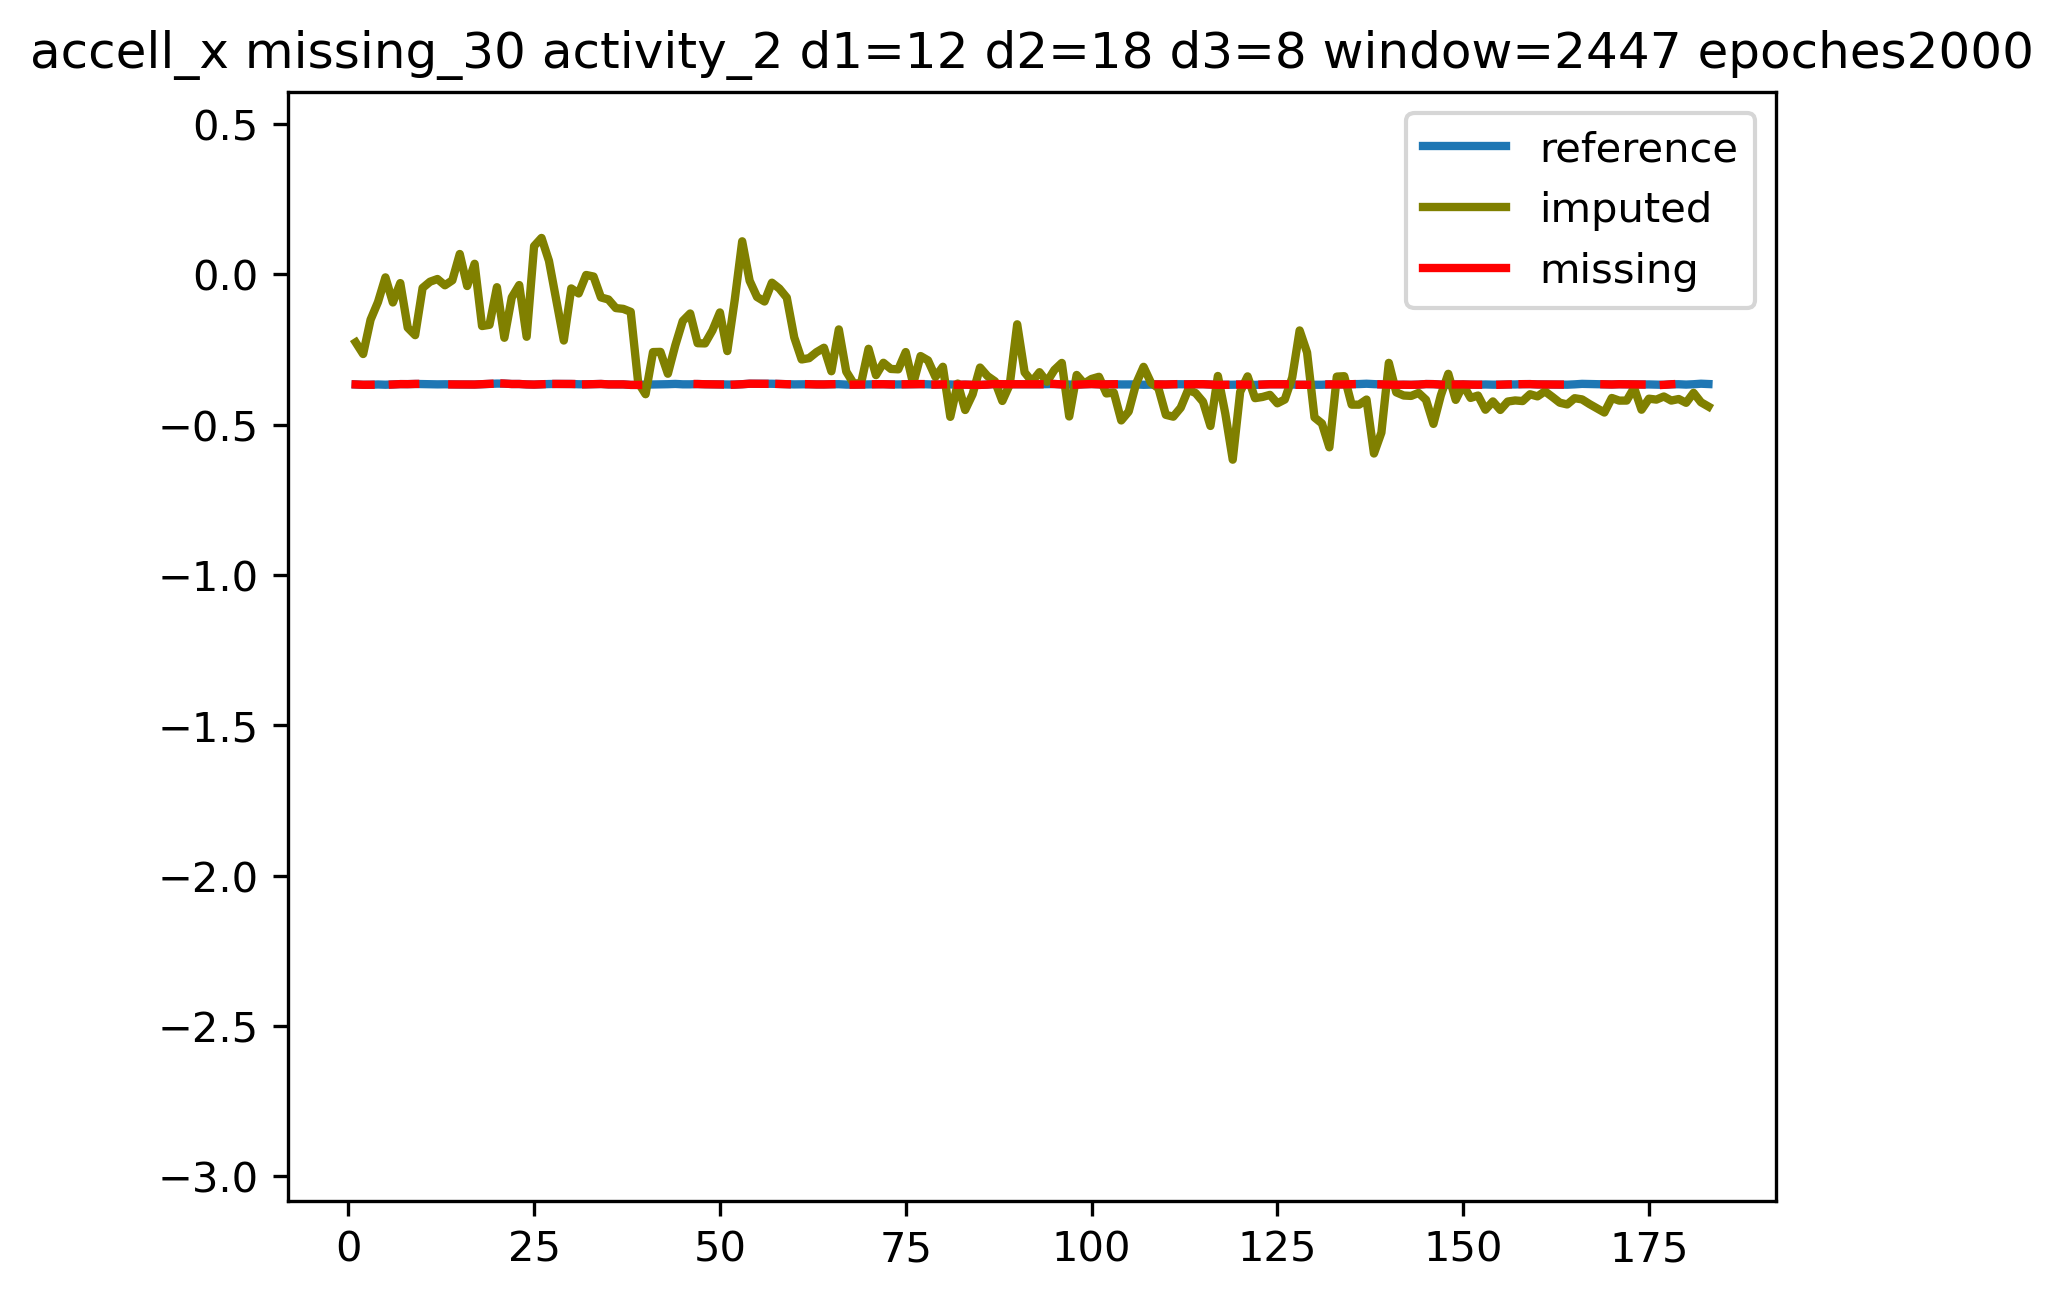 accell_x missing_30 activity_2 d1=12 d2=18 d3=8 window=2447 epoches2000
0.5
0.0
−0.5
−1.0
−1.5
−2.0
−2.5
−3.0
reference
imputed
missing
0 25 50 75 100 125 150 175